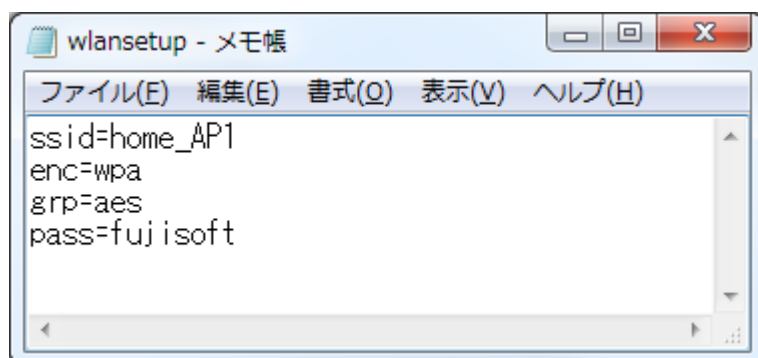 wlansetup - メモ帳
ファイル(F) 編集(E) 書式(O) 表示(V) ヘルプ(H)
ssid=home_AP1
enc=wpa
grp=aes
pass=fujisoft